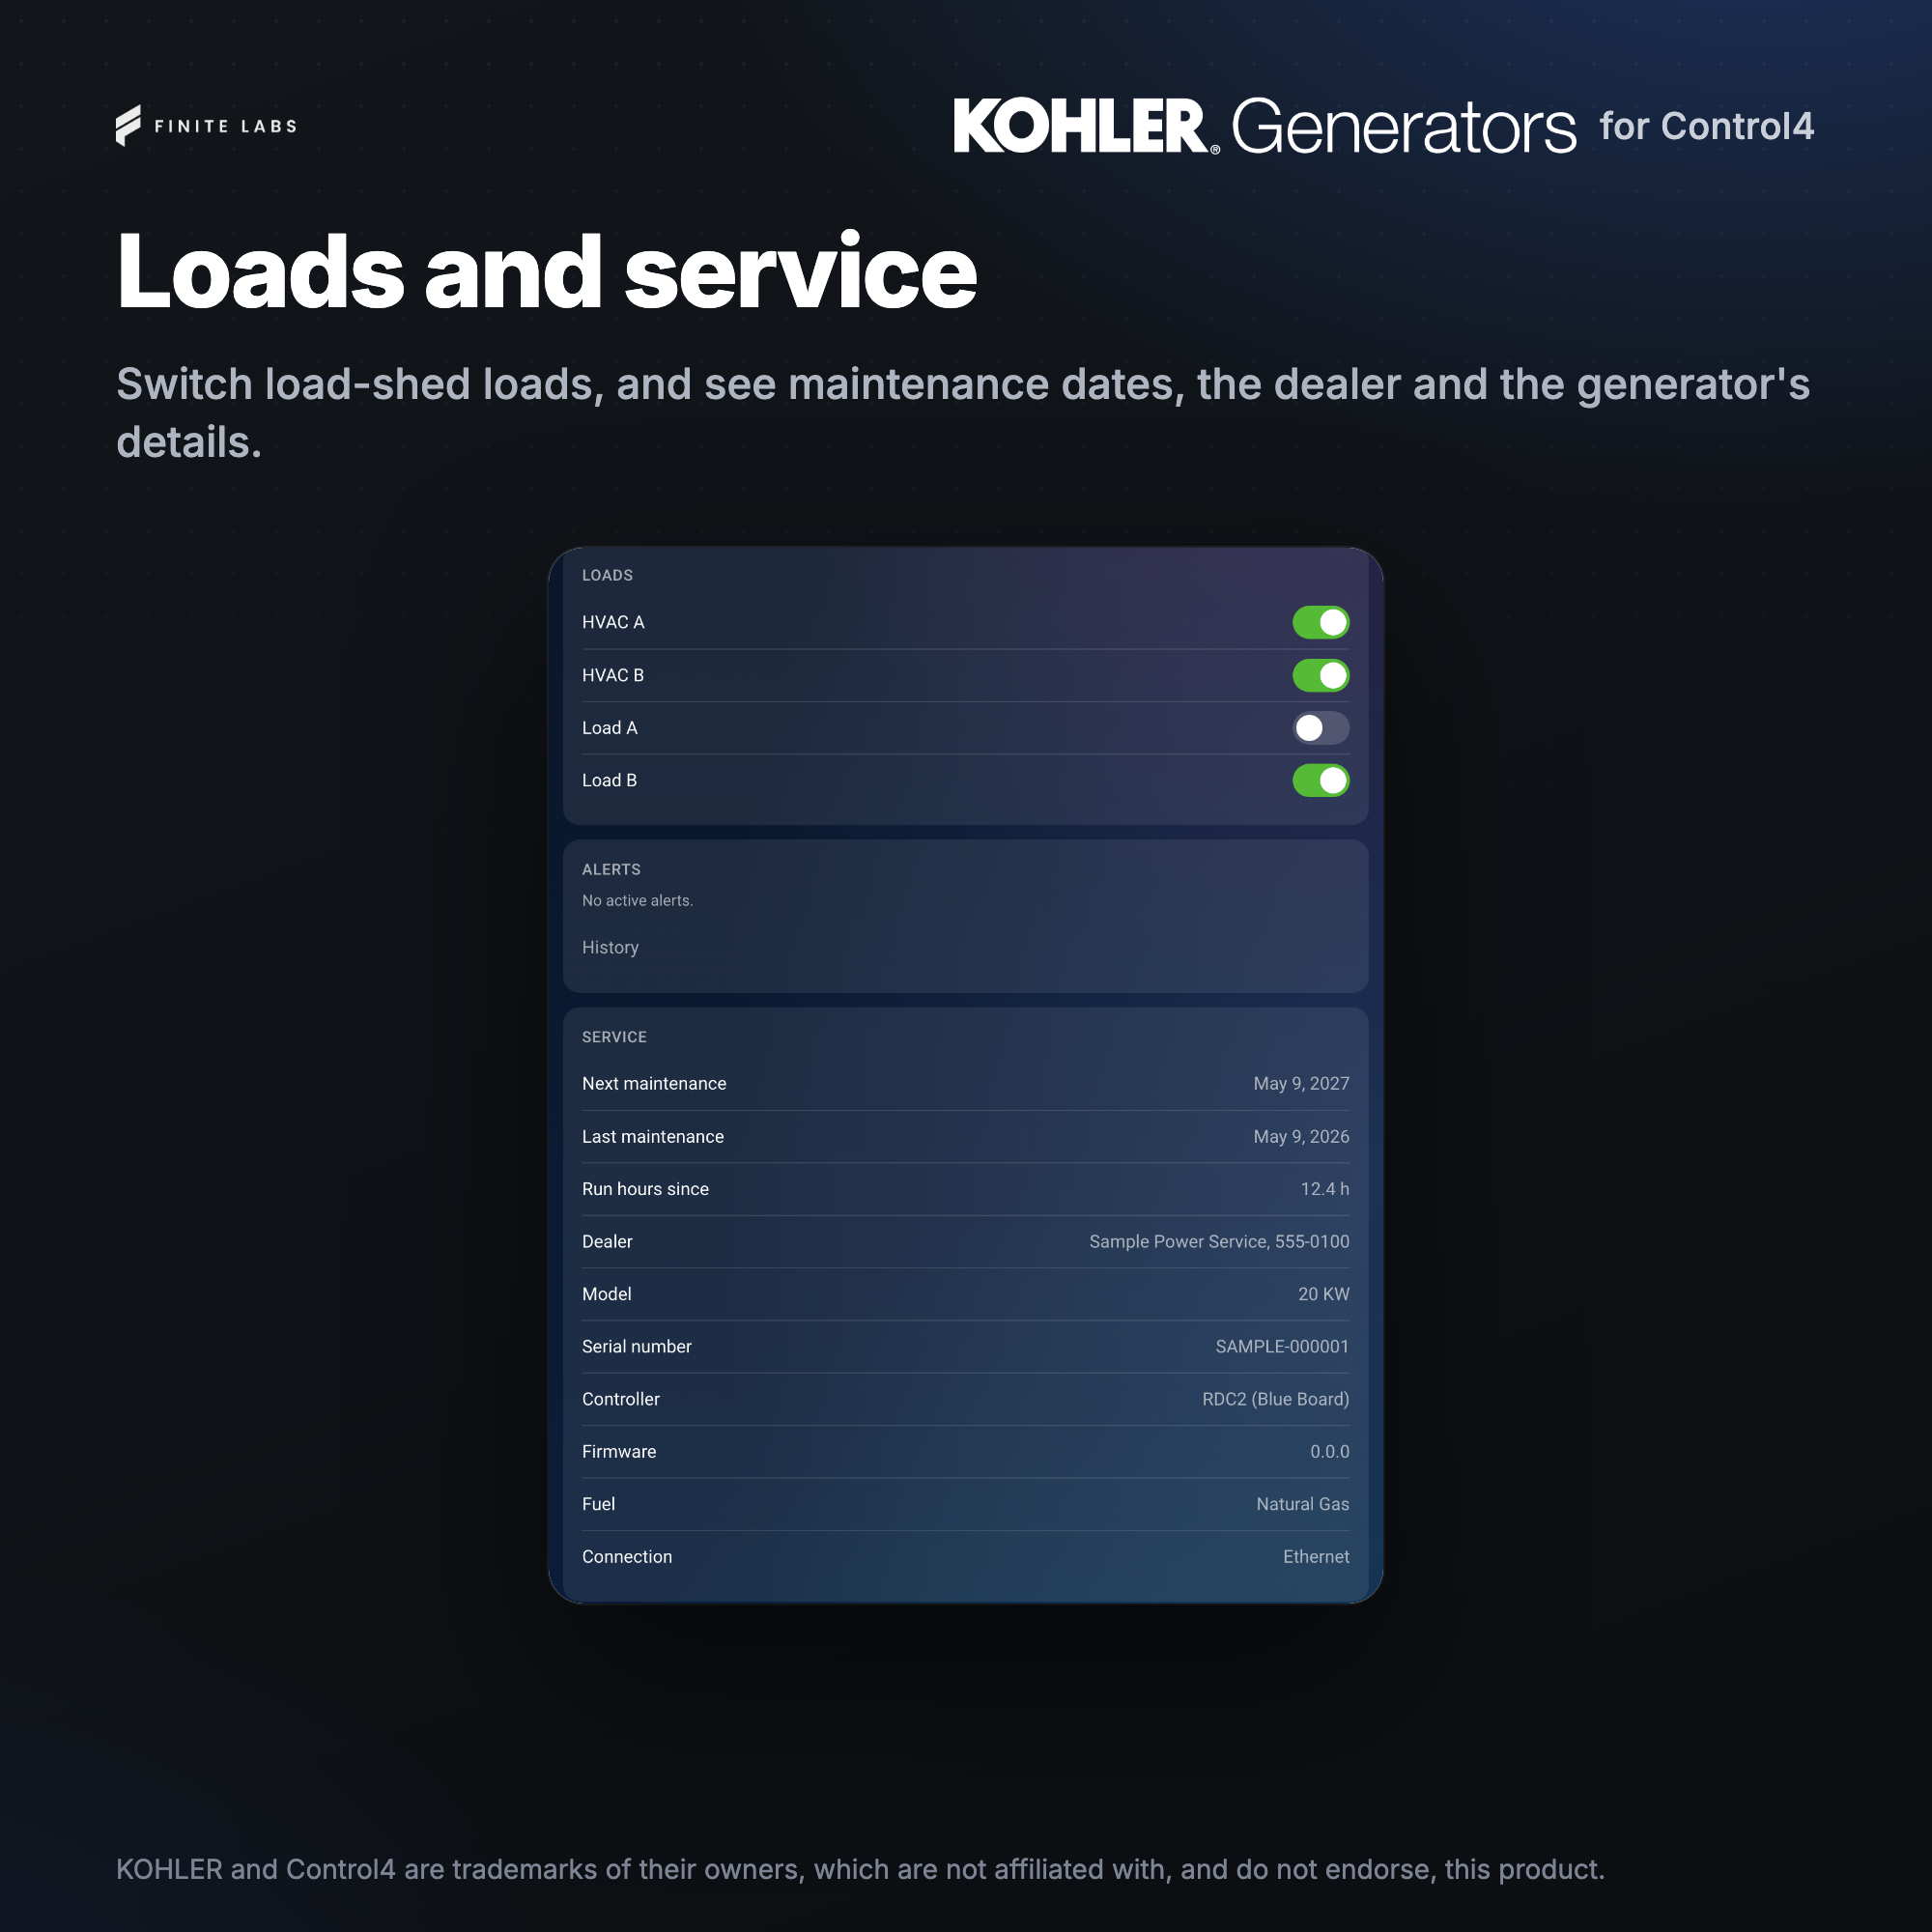 FINITE LABS
KOHLER® Generators for Control4
Loads and service
Switch load-shed loads, and see maintenance dates, the dealer and the generator's
details.
LOADS
HVAC A
HVAC B
Load A
Load B
ALERTS
No active alerts.
History
SERVICE
Next maintenance May 9, 2027
Last maintenance May 9, 2026
Run hours since 12.4 h
Dealer Sample Power Service, 555-0100
Model 20 KW
Serial number SAMPLE-000001
Controller RDC2 (Blue Board)
Firmware 0.0.0
Fuel Natural Gas
Connection Ethernet
KOHLER and Control4 are trademarks of their owners, which are not affiliated with, and do not endorse, this product.